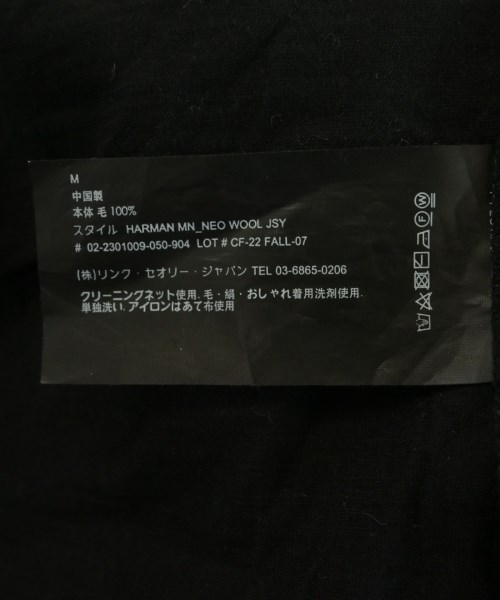 M
中国製
本体 毛 100%
スタイル HARMAN MN_NEO WOOL JSY
# 02-2301009-050-904 LOT # CF-22 FALL-07
(株)リンク・セオリー・ジャパン TEL 03-6865-0206
クリーニングネット使用. 毛・絹・おしゃれ着用洗剤使用.
単独洗い. アイロンはあて布使用
F W